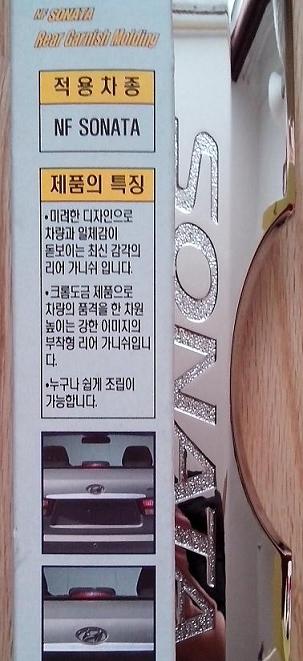 NF SONATA
Rear Garnish Molding
적용차종
NF SONATA
제품의 특징
•미려한 디자인으로
차량과 일체감이
돋보이는 최신 감각의
리어 가니쉬 입니다.
•크롬도금 제품으로
차량의 품격을 한 차원
높이는 강한 이미지의
부착형 리어 가니쉬입니
다.
•누구나 쉽게 조립이
가능합니다.
SONATA